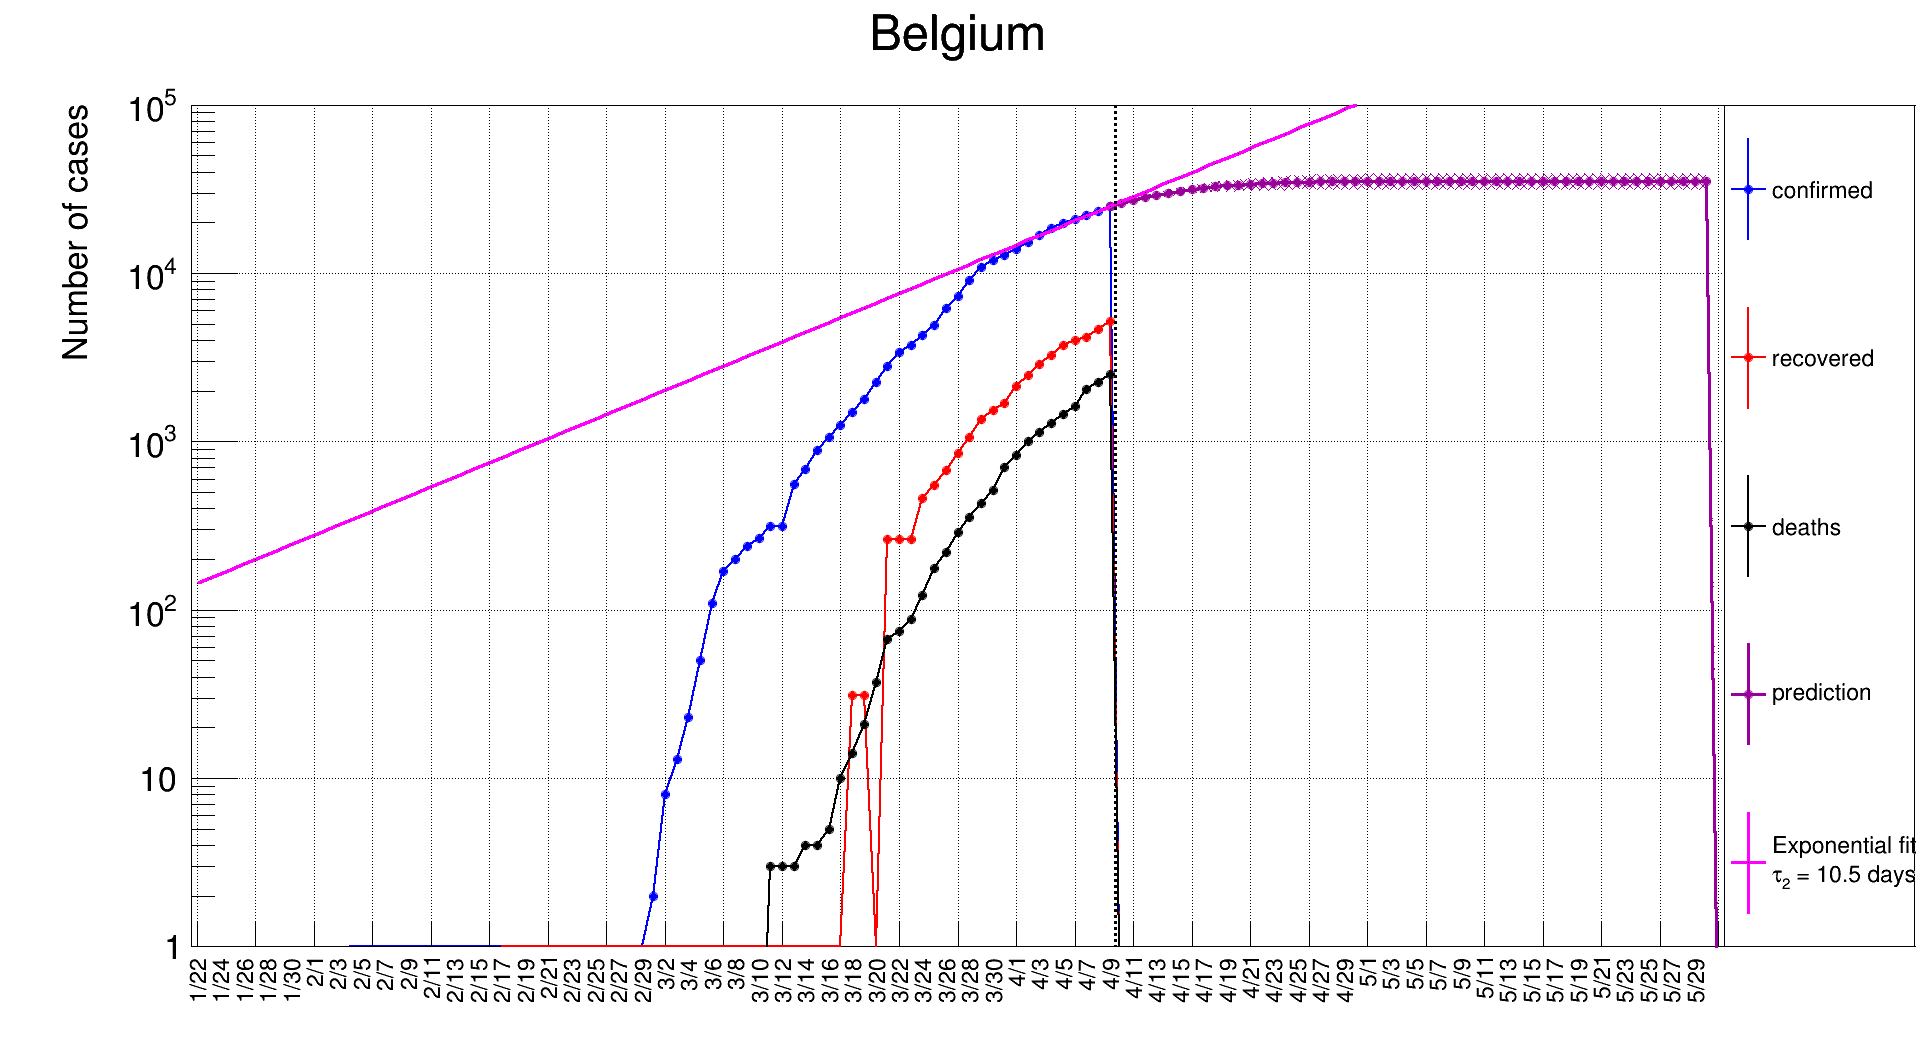 Belgium
Number of cases
10^5
10^4
10^3
10^2
10
1
1/22 1/24 1/26 1/28 1/30 2/1 2/3 2/5 2/7 2/9 2/11 2/13 2/15 2/17 2/19 2/21 2/23 2/25 2/27 2/29 3/2 3/4 3/6 3/8 3/10 3/12 3/14 3/16 3/18 3/20 3/22 3/24 3/26 3/28 3/30 4/1 4/3 4/5 4/7 4/9 4/11 4/13 4/15 4/17 4/19 4/21 4/23 4/25 4/27 4/29 5/1 5/3 5/5 5/7 5/9 5/11 5/13 5/15 5/17 5/19 5/21 5/23 5/25 5/27 5/29
confirmed
recovered
deaths
prediction
Exponential fit
τ₂ = 10.5 days